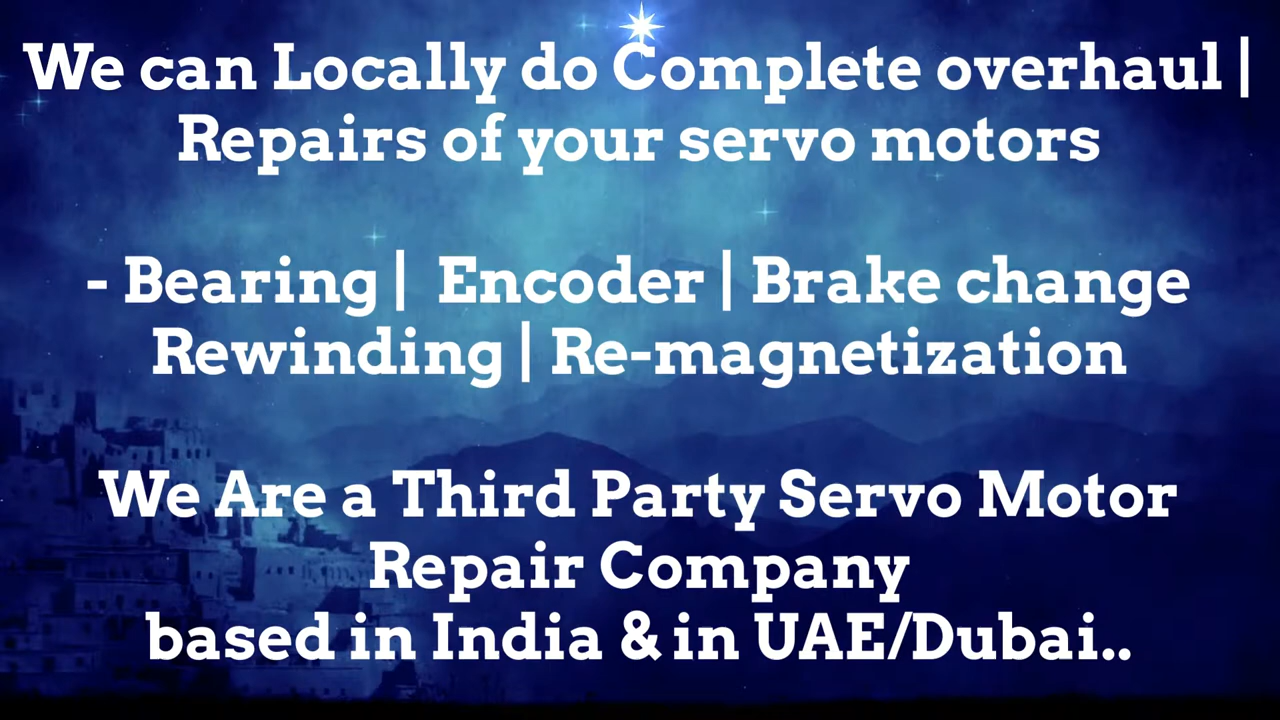 We can Locally do Complete overhaul |
Repairs of your servo motors
- Bearing |  Encoder | Brake change
Rewinding | Re-magnetization
We Are a Third Party Servo Motor
Repair Company
based in India & in UAE/Dubai..